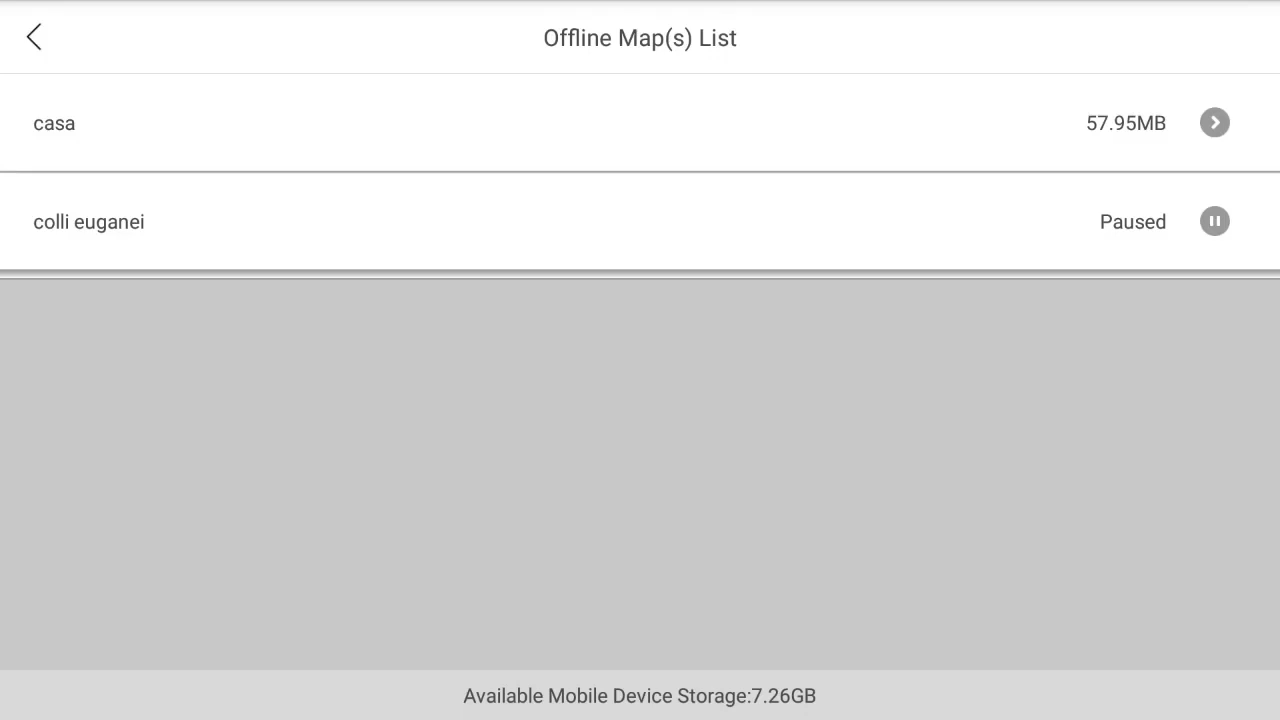 Offline Map(s) List
casa 57.95MB
colli euganei Paused
Available Mobile Device Storage:7.26GB